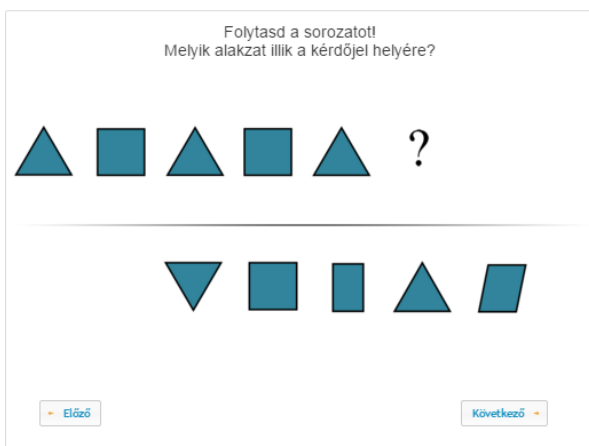 Folytasd a sorozatot!
Melyik alakzat illik a kérdőjel helyére?
?
Előző
Következő